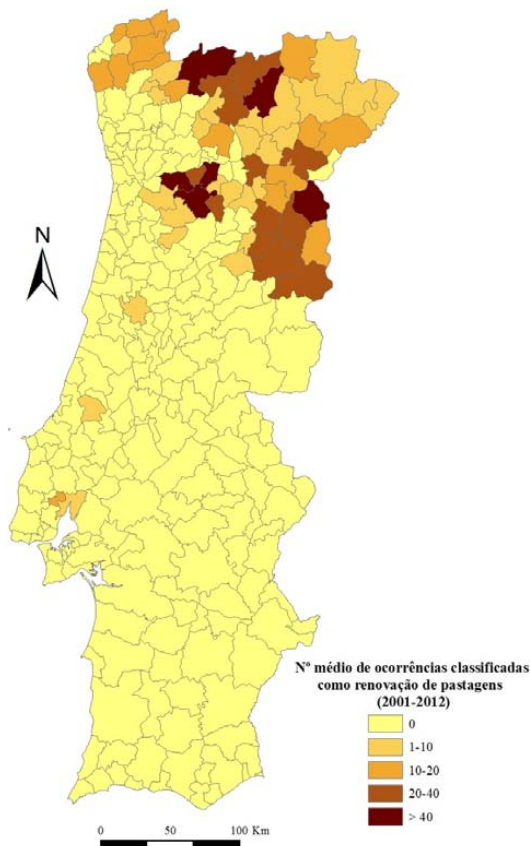 N
Nº médio de ocorrências classificadas
como renovação de pastagens
(2001-2012)
0
1-10
10-20
20-40
> 40
0 50 100 Km